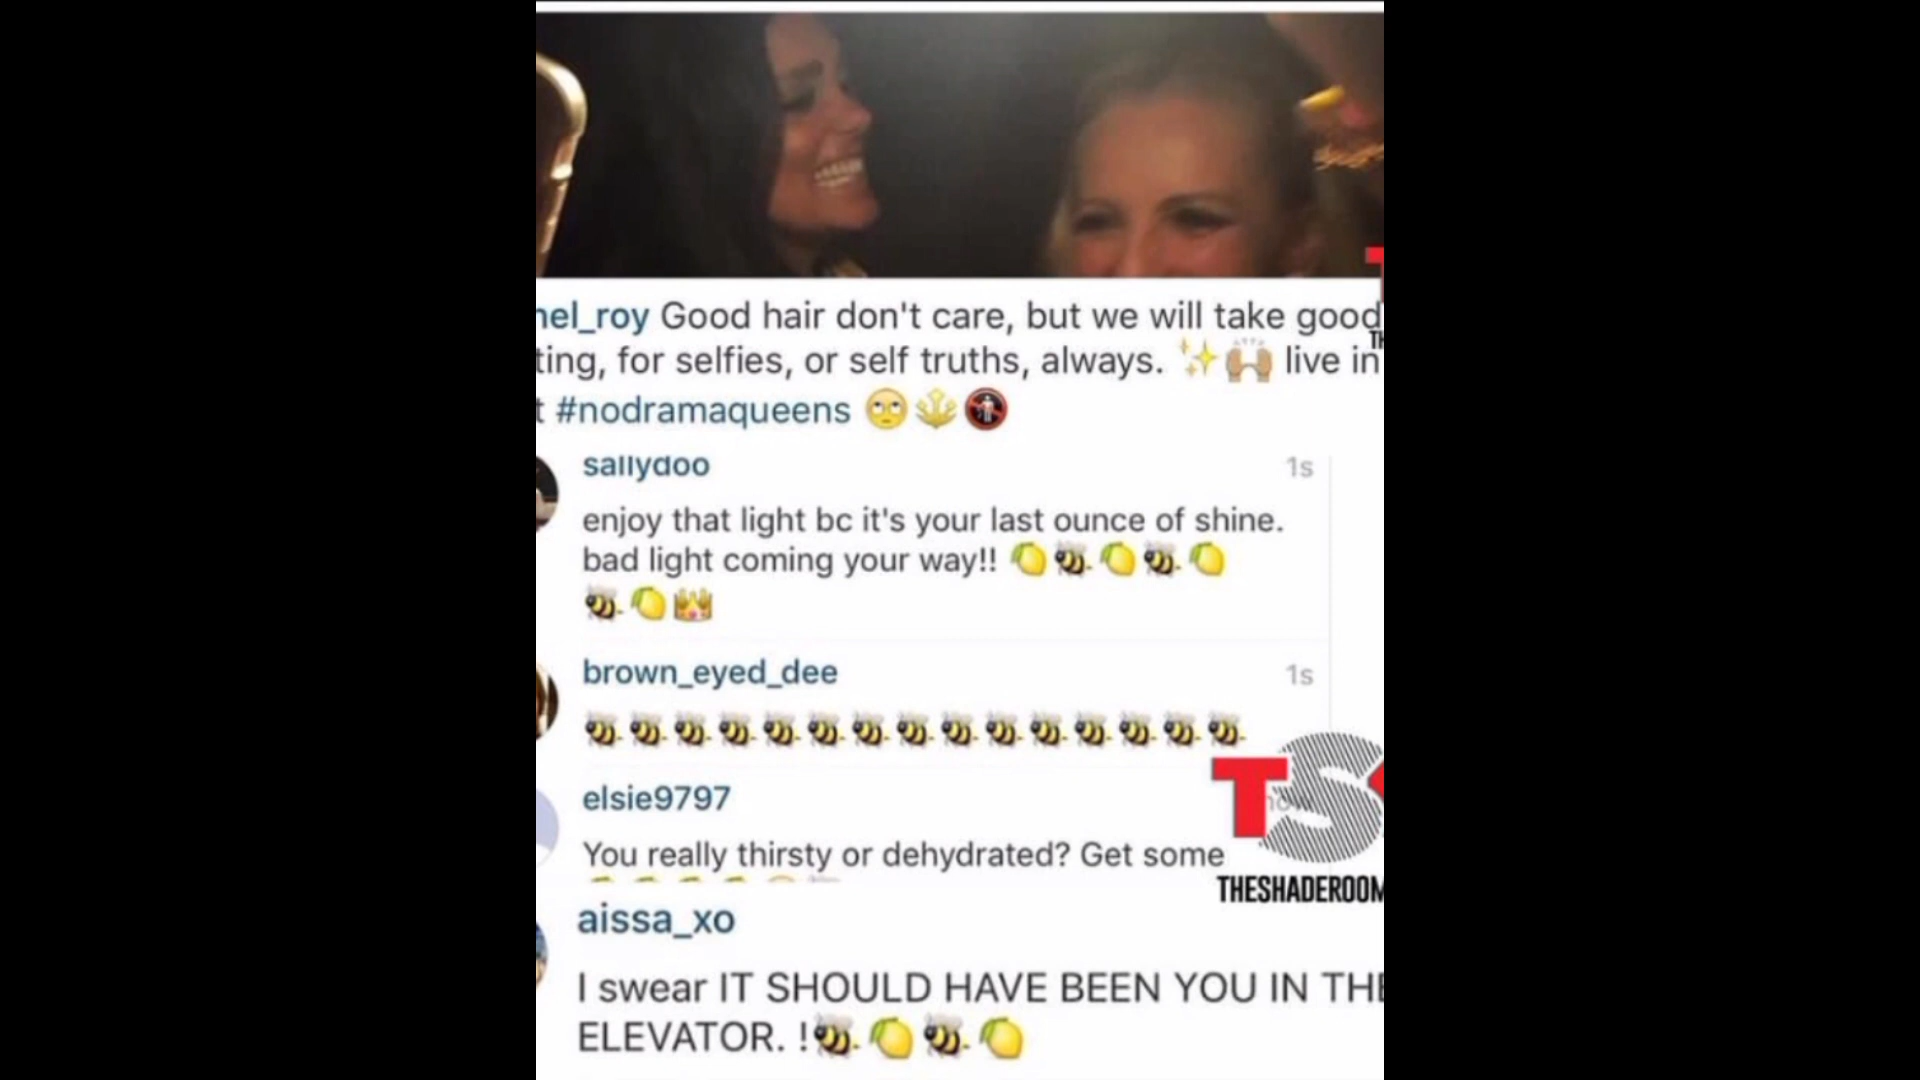 hel_roy Good hair don't care, but we will take good
ting, for selfies, or self truths, always. ✨🙌🏽 live in
t #nodramaqueens 🙄🔱🚯
sallydoo 1s
enjoy that light bc it's your last ounce of shine.
bad light coming your way!! 🍋🐝🍋🐝🍋
🐝🍋👑
brown_eyed_dee 1s
🐝🐝🐝🐝🐝🐝🐝🐝🐝🐝🐝🐝🐝🐝🐝
elsie9797 now
You really thirsty or dehydrated? Get some
TS
THESHADEROOM
aissa_xo
I swear IT SHOULD HAVE BEEN YOU IN THE
ELEVATOR. !🐝🍋🐝🍋